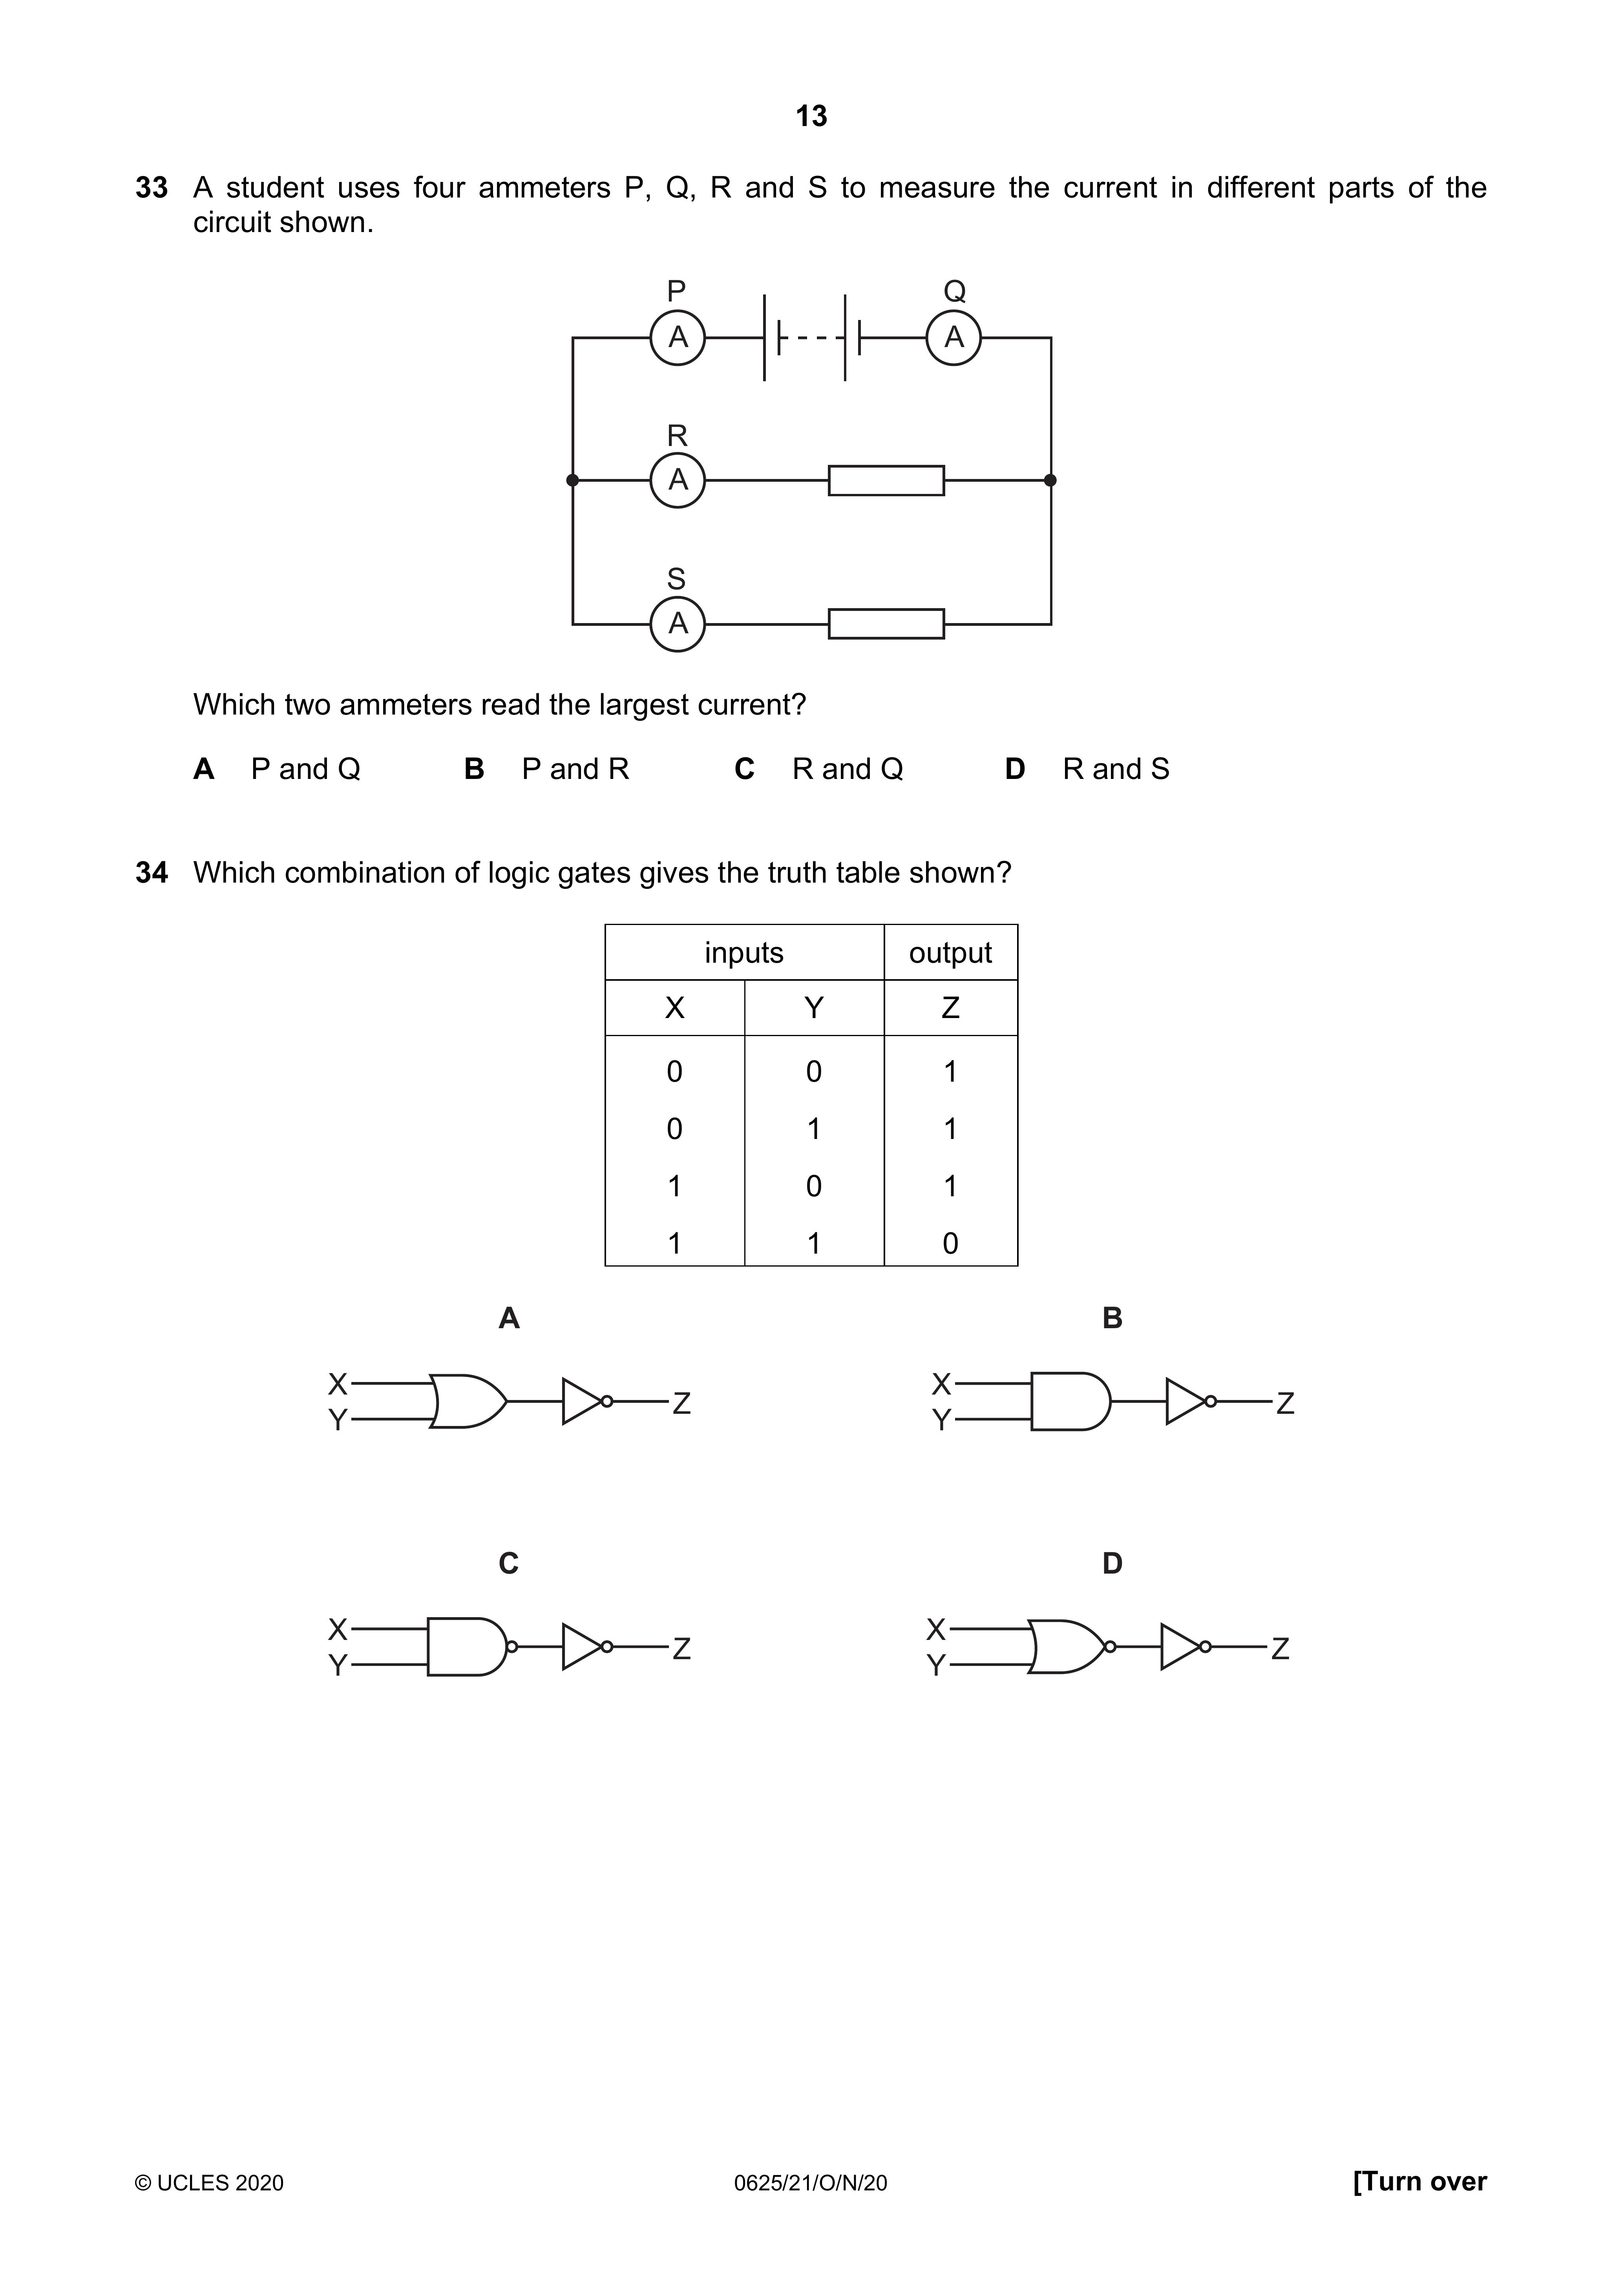 13
33 A student uses four ammeters P, Q, R and S to measure the current in different parts of the
circuit shown.
P Q
A A
R
A
S
A
Which two ammeters read the largest current?
A P and Q B P and R C R and Q D R and S
34 Which combination of logic gates gives the truth table shown?
inputs output
X Y Z
0 0 1
0 1 1
1 0 1
1 1 0
A B
X Y Z X Y Z
C D
X Y Z X Y Z
© UCLES 2020 0625/21/O/N/20 [Turn over